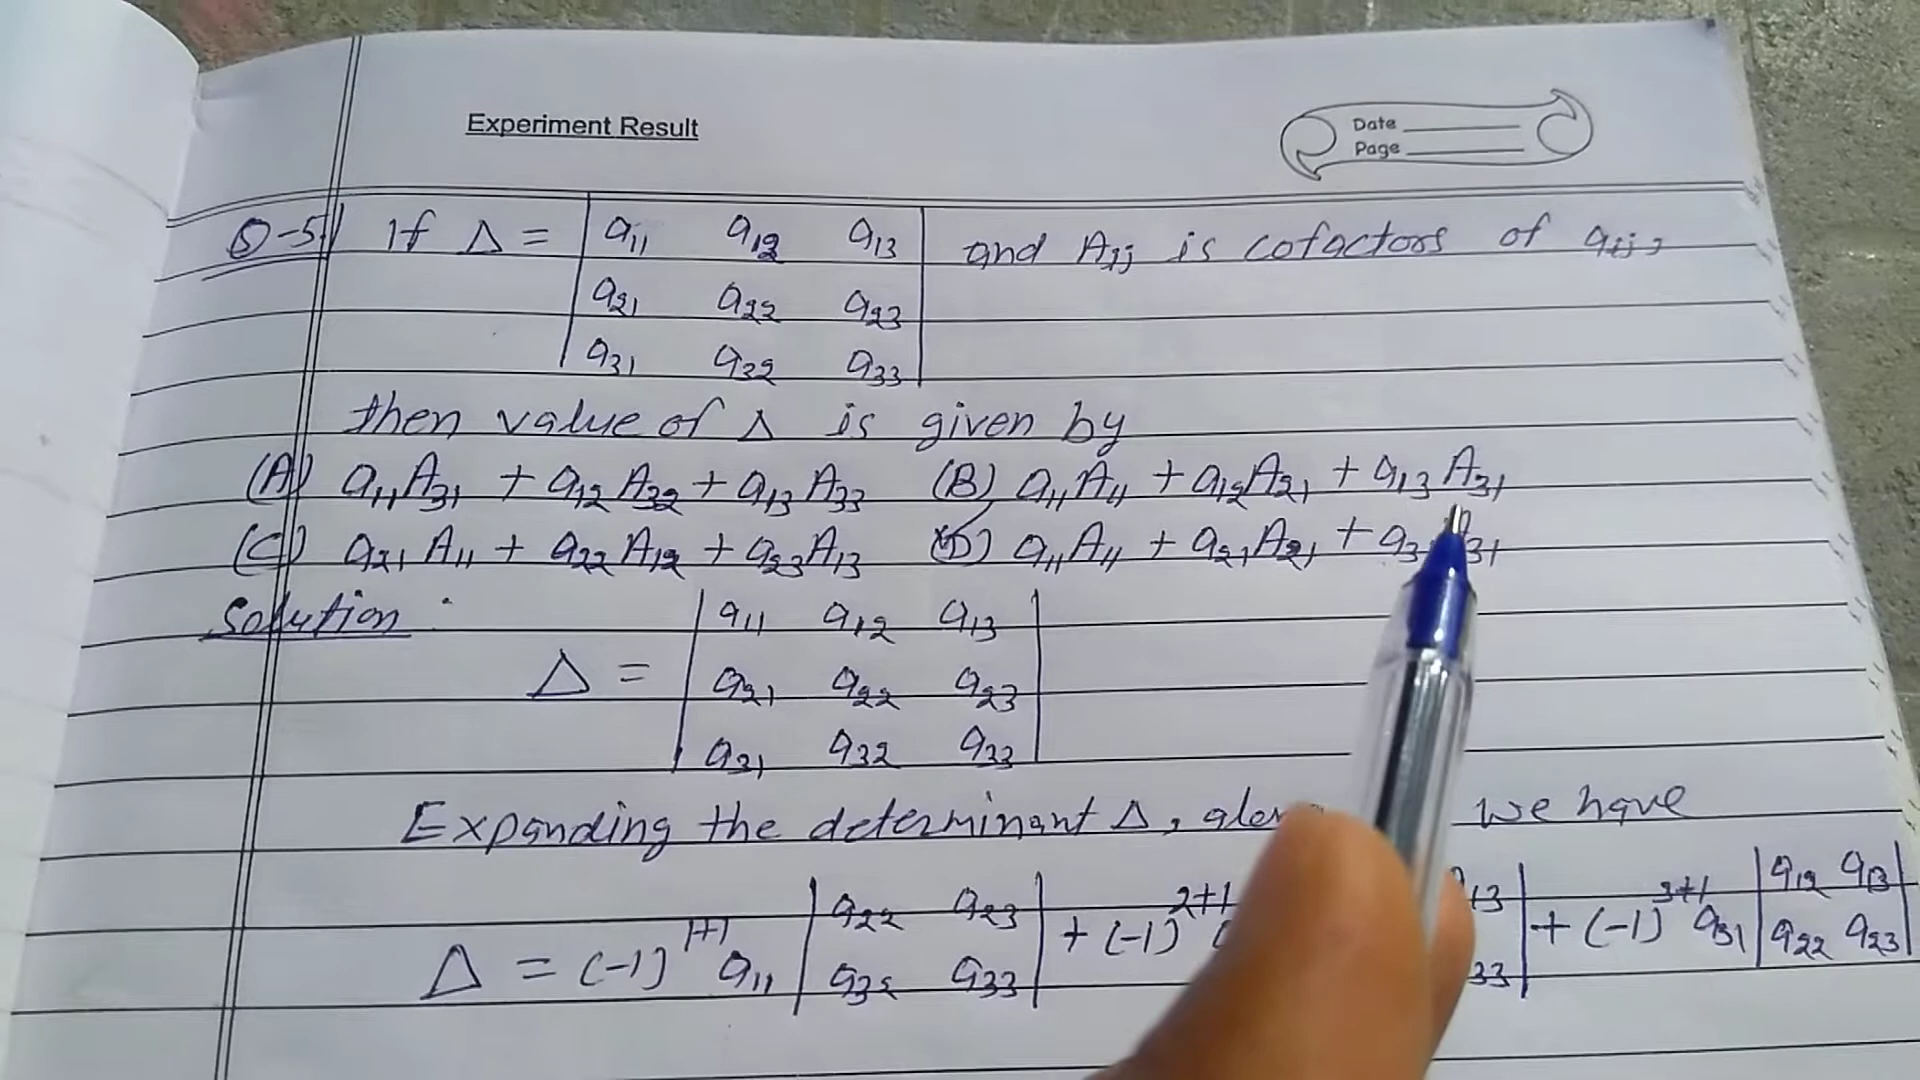 Experiment Result
Date
Page
Q-5 If Δ = | a11 a12 a13 | and Aij is cofactors of aij,
| a21 a22 a23 |
| a31 a32 a33 |
then value of Δ is given by
(A) a11A31 + a12A32 + a13A33 (B) a11A11 + a12A21 + a13A31
(C) a21A11 + a22A12 + a23A13 (D) a11A11 + a21A21 + a31A31
Solution :
Δ = | a11 a12 a13 |
| a21 a22 a23 |
| a31 a32 a33 |
Expanding the determinant Δ, we have
Δ = (-1)^1+1 a11 | a22 a23 | + (-1)^2+1 13 | + (-1)^3+1 a31 | a12 a13 |
| a32 a33 | 33 | | a22 a23 |